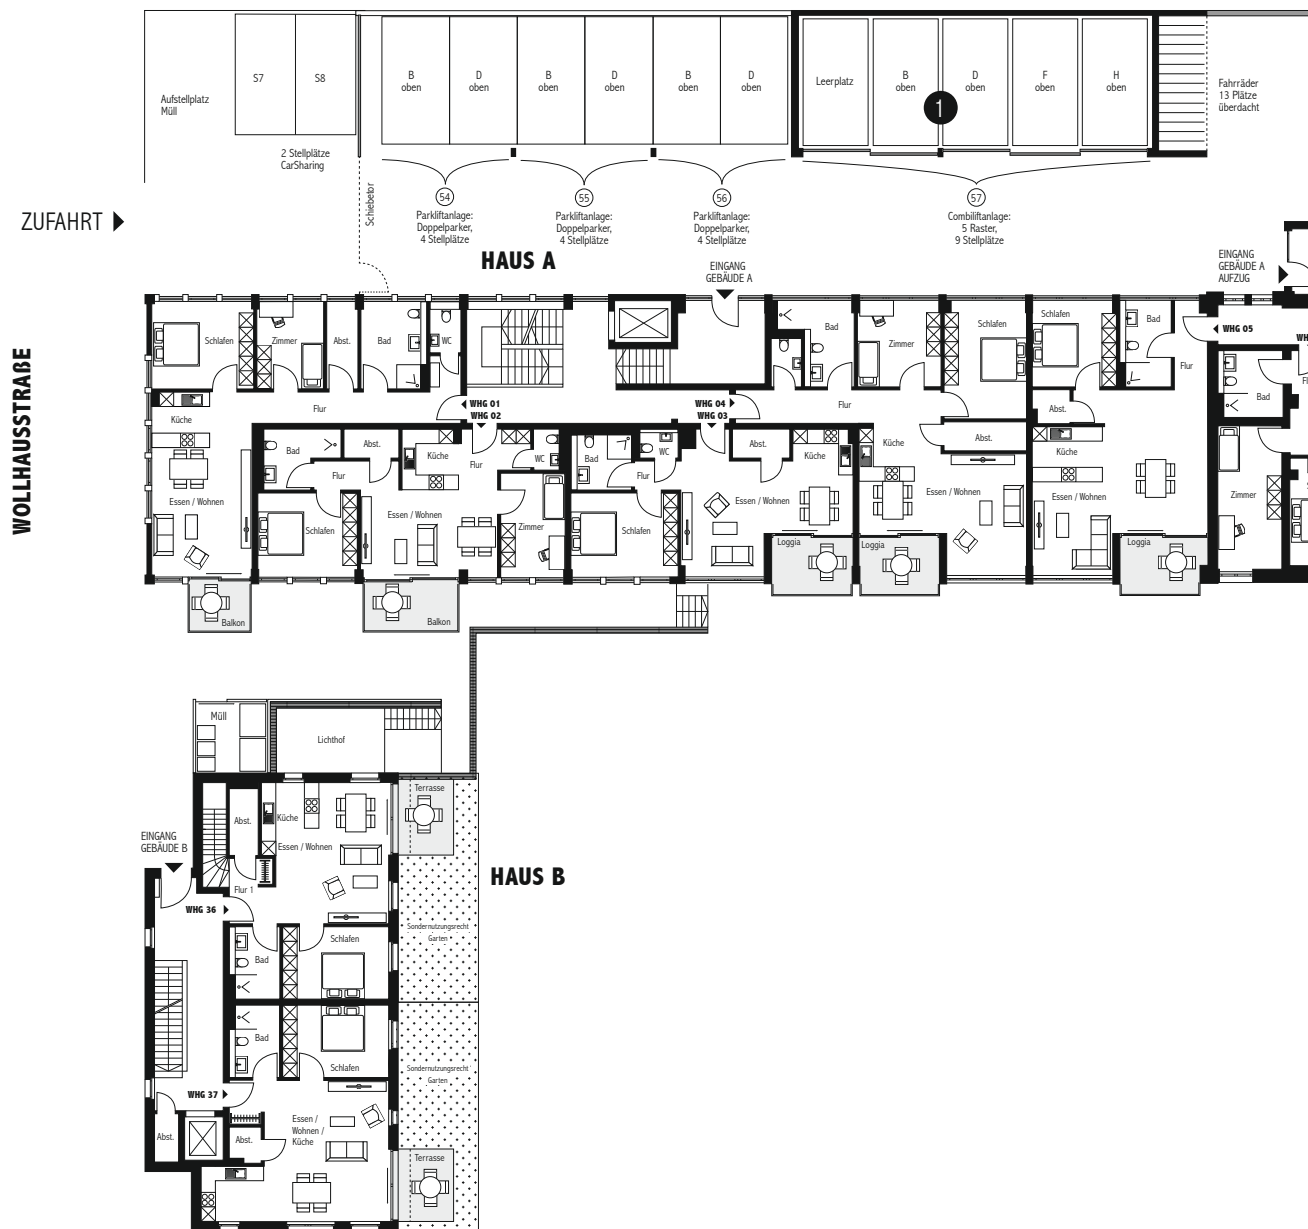 S7
S8
B
oben
D
oben
B
oben
D
oben
B
oben
D
oben
Leerplatz
B
oben
D
oben
F
oben
H
oben
1
Aufstellplatz
Müll
Fahrräder
13 Plätze
überdacht
2 Stellplätze
CarSharing
Schiebetor
54
Parkliftanlage:
Doppelparker,
4 Stellplätze
55
Parkliftanlage:
Doppelparker,
4 Stellplätze
56
Parkliftanlage:
Doppelparker,
4 Stellplätze
57
Combiliftanlage:
5 Raster,
9 Stellplätze
ZUFAHRT
HAUS A
EINGANG
GEBÄUDE A
EINGANG
GEBÄUDE A
AUFZUG
WOLLHAUSSTRAßE
Schlafen
Zimmer
Abst.
Bad
WC
Bad
Zimmer
Schlafen
Schlafen
Bad
Flur
WHG 05
Bad
Küche
Flur
WHG 01
WHG 02
WHG 04
WHG 03
Flur
Abst.
Bad
Abst.
Flur
Küche
Flur
WC
Bad
WC
Flur
Abst.
Küche
Küche
Abst.
Küche
Essen / Wohnen
Schlafen
Essen / Wohnen
Zimmer
Schlafen
Essen / Wohnen
Essen / Wohnen
Essen / Wohnen
Zimmer
Loggia
Loggia
Loggia
Balkon
Balkon
Müll
Lichthof
Terrasse
Abst.
Küche
Essen / Wohnen
EINGANG
GEBÄUDE B
HAUS B
Flur 1
WHG 36
Sondernutzungsrecht
Garten
Schlafen
Bad
Bad
Schlafen
Sondernutzungsrecht
Garten
WHG 37
Essen /
Wohnen /
Küche
Abst.
Abst.
Terrasse